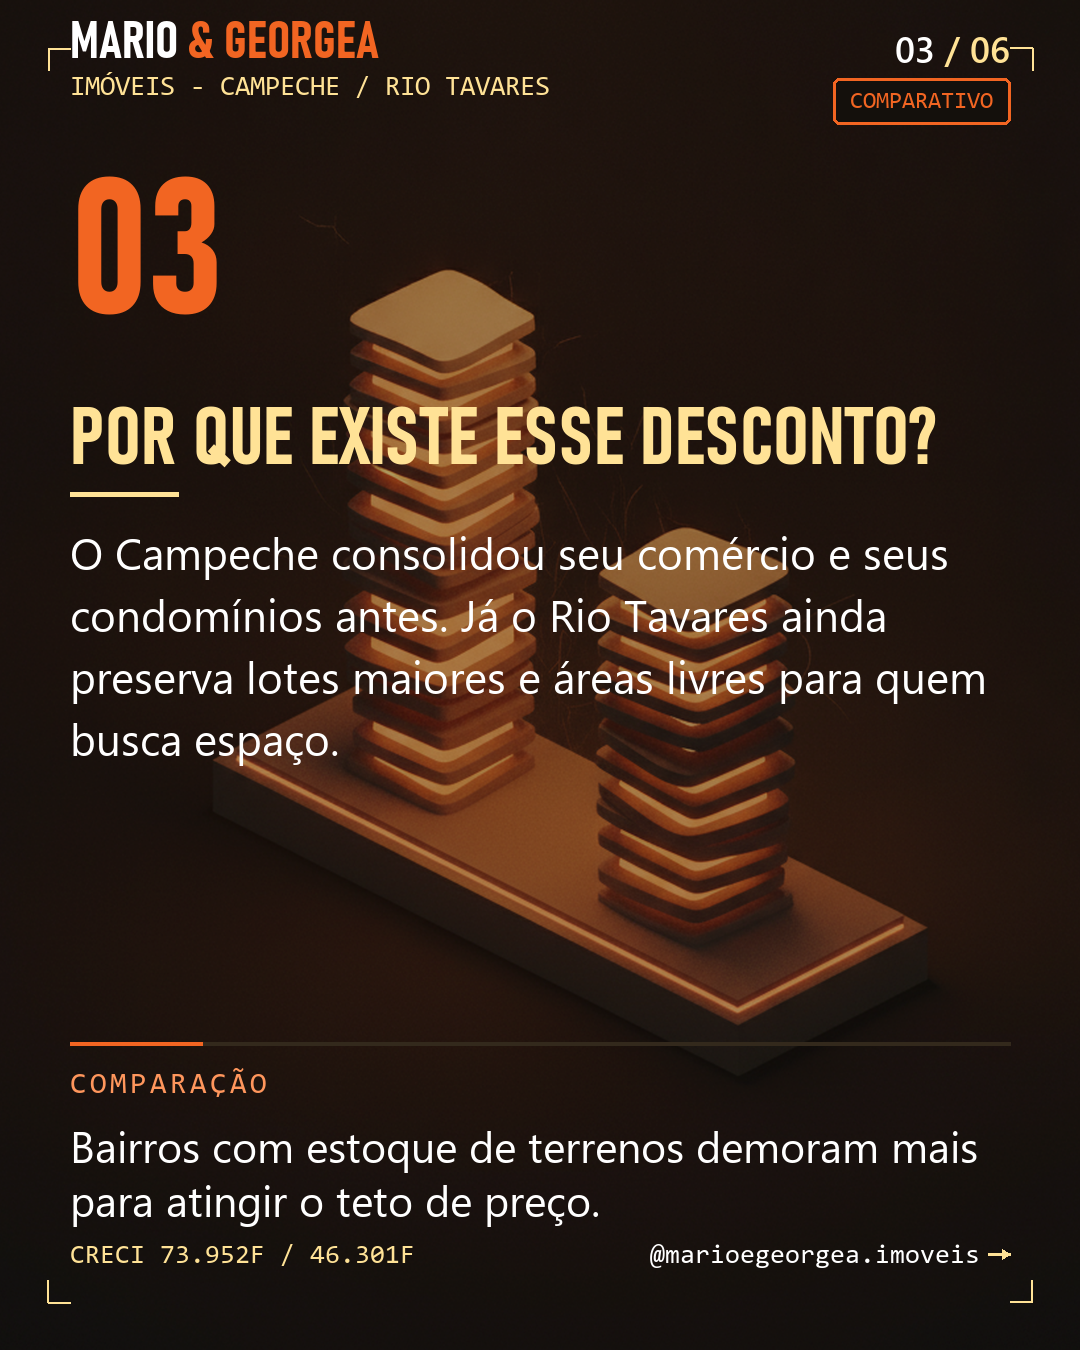 MARIO & GEORGEA
IMÓVEIS - CAMPECHE / RIO TAVARES
03 / 06
COMPARATIVO
03
POR QUE EXISTE ESSE DESCONTO?
O Campeche consolidou seu comércio e seus
condomínios antes. Já o Rio Tavares ainda
preserva lotes maiores e áreas livres para quem
busca espaço.
COMPARAÇÃO
Bairros com estoque de terrenos demoram mais
para atingir o teto de preço.
CRECI 73.952F / 46.301F
@marioegeorgea.imoveis →